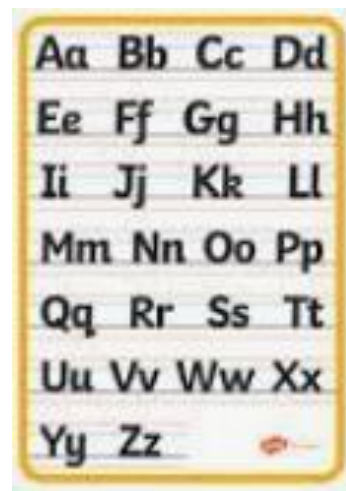 Aa Bb Cc Dd
Ee Ff Gg Hh
Ii Jj Kk Ll
Mm Nn Oo Pp
Qq Rr Ss Tt
Uu Vv Ww Xx
Yy Zz